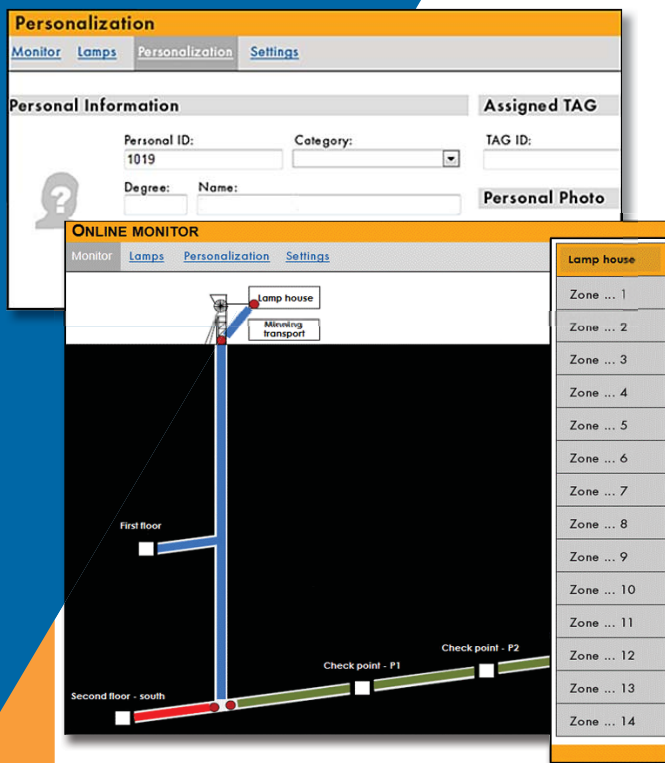 Personalization
Monitor Lamps Personalization Settings
Personal Information
Assigned TAG
Personal ID: Category: TAG ID:
1019
Degree: Name:
Personal Photo
?
ONLINE MONITOR
Monitor Lamps Personalization Settings
Lamp house
Lamp house
transport
First floor
Check point - P2
Check point - P1
Second floor - south
Zone ... 1
Zone ... 2
Zone ... 3
Zone ... 4
Zone ... 5
Zone ... 6
Zone ... 7
Zone ... 8
Zone ... 9
Zone ... 10
Zone ... 11
Zone ... 12
Zone ... 13
Zone ... 14